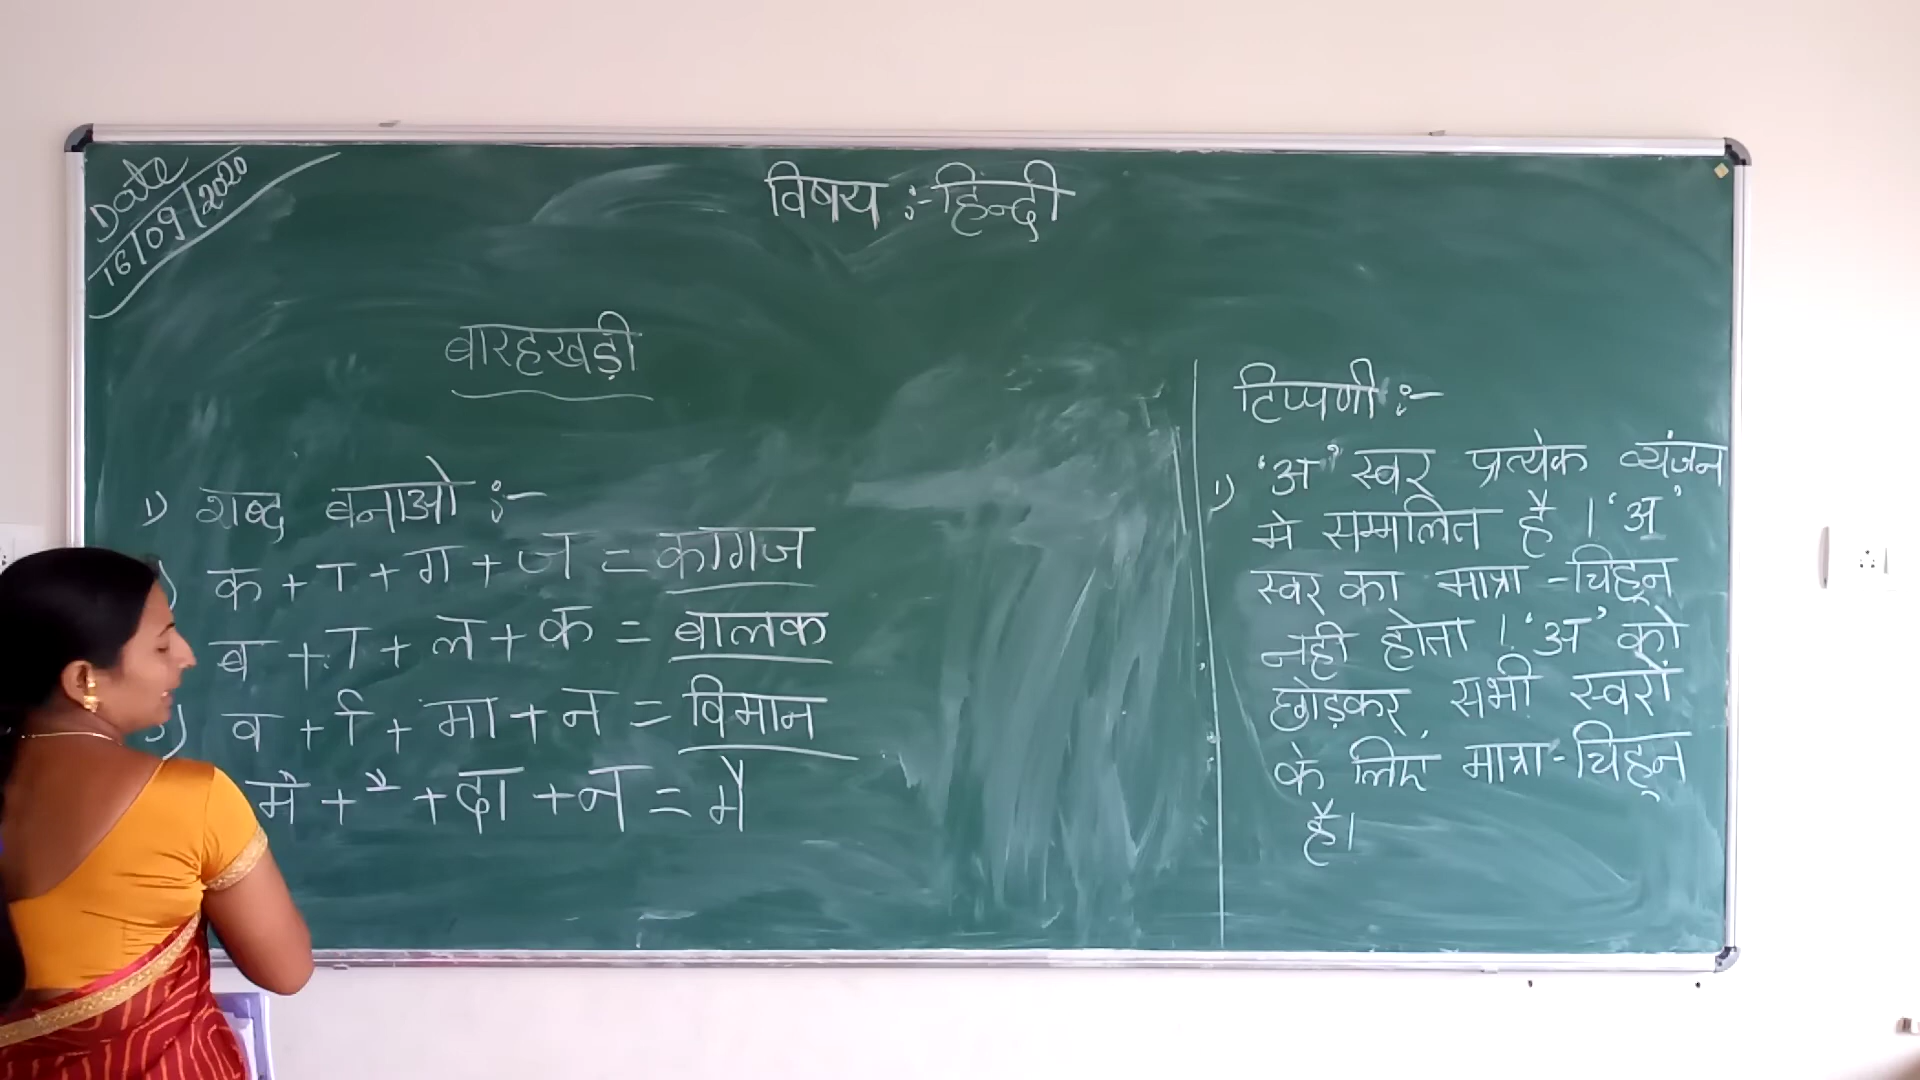 Date
16/09/2020
विषय :- हिन्दी
बारहखड़ी
1) शब्द बनाओ :-
क + ा + ग + ज = कागज
ब + ा + ल + क = बालक
व + ि + मा + न = विमान
मै + ै + दा + न = मै
टिप्पणी :-
1) 'अ' स्वर प्रत्येक व्यंजन
मे सम्मलित है । 'अ'
स्वर का मात्रा - चिह्न
नही होता । 'अ' को
छोड़कर सभी स्वरों
के लिए मात्रा - चिह्न
है।